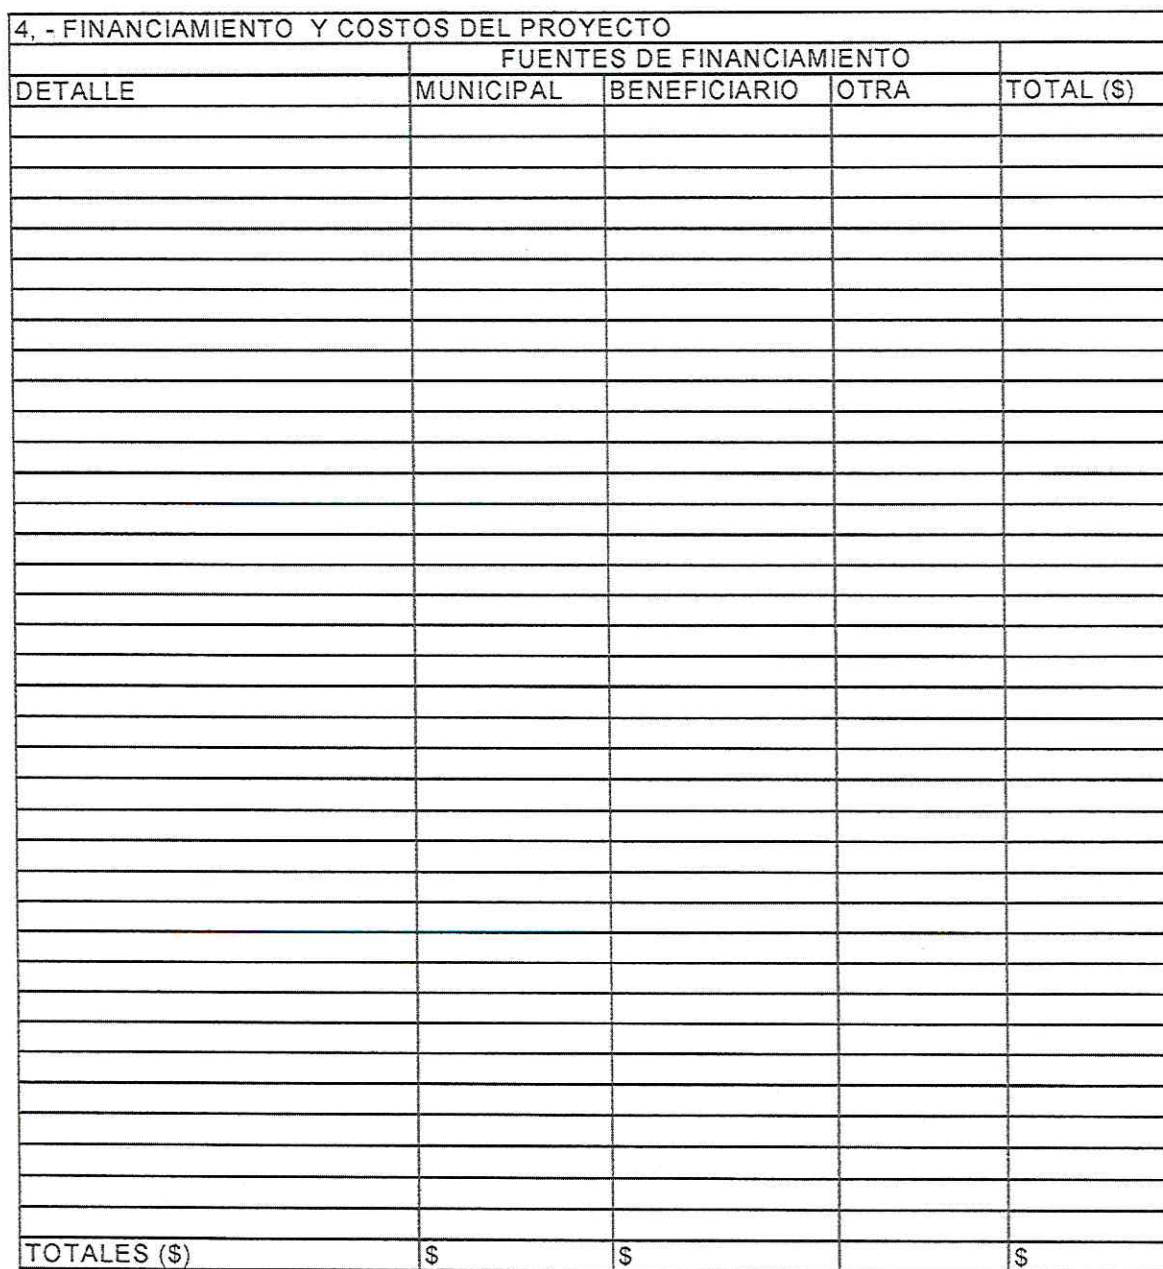 4, - FINANCIAMIENTO Y COSTOS DEL PROYECTO
FUENTES DE FINANCIAMIENTO
DETALLE MUNICIPAL BENEFICIARIO OTRA TOTAL ($)
TOTALES ($) $ $ $